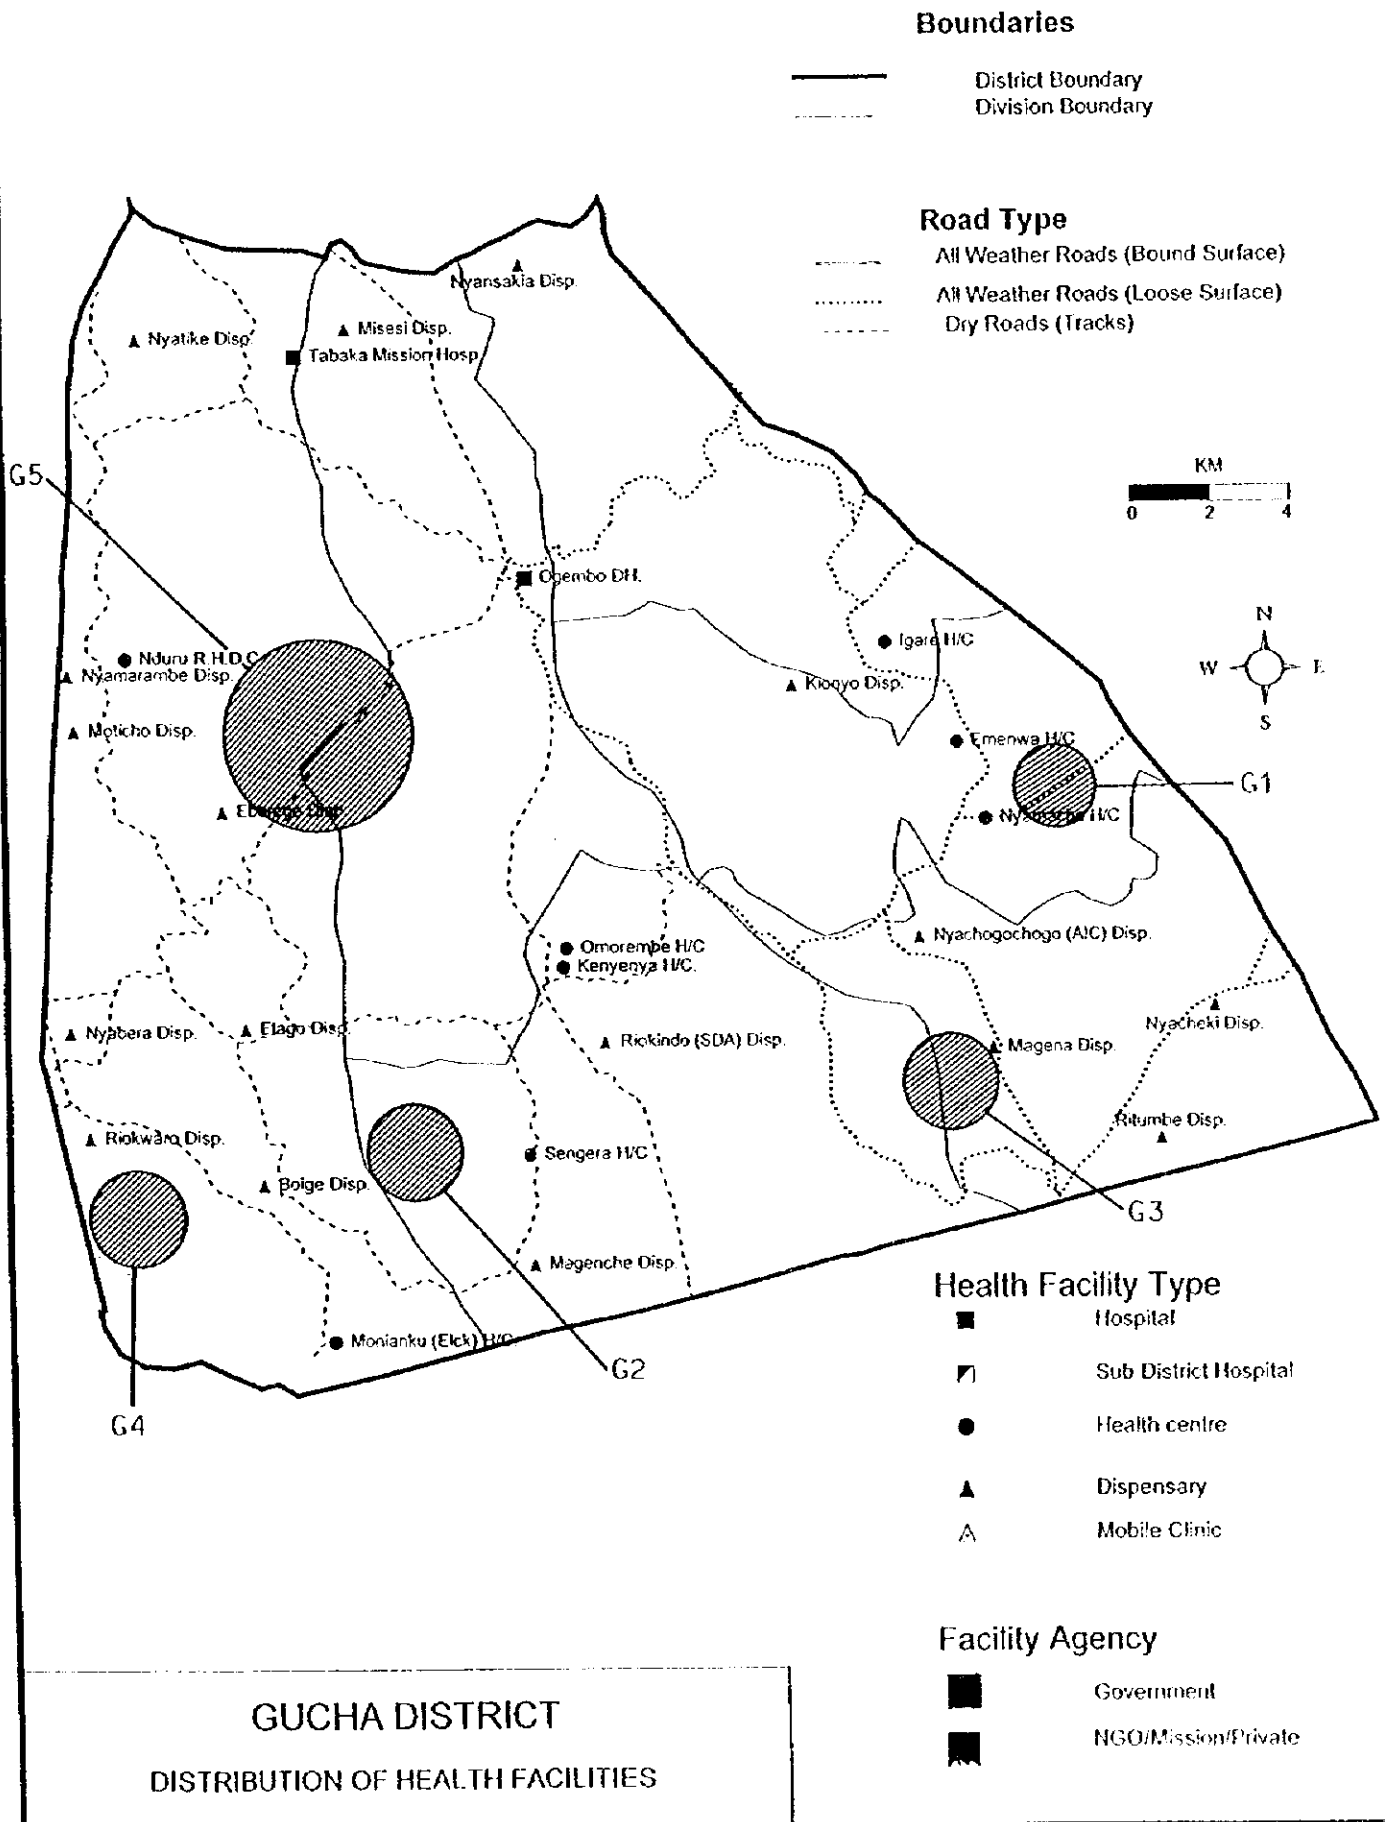 Boundaries
District Boundary
Division Boundary
Road Type
All Weather Roads (Bound Surface)
All Weather Roads (Loose Surface)
Dry Roads (Tracks)
Nyansakia Disp.
Misesi Disp.
Nyatike Disp.
Tabaka Mission Hosp
KM
0 2 4
G5
Ogembo DH.
N
W E
S
Igare H/C
Nduru R.H.D.C
Nyamarambe Disp.
Kiogyo Disp.
Moticho Disp.
Emenwa H/C
G1
H/C
Nyachogochogo (AIC) Disp.
Omorembe H/C
Kenyenya H/C.
Nyacheki Disp.
Nyabera Disp.
Etago Disp.
Riokindo (SDA) Disp.
Magena Disp.
Ritumbe Disp.
Riokwaro Disp.
Sengera H/C
Boige Disp.
G3
Magenche Disp.
Monianku (Elck) H/C.
G2
G4
Health Facility Type
Hospital
Sub District Hospital
Health centre
Dispensary
Mobile Clinic
Facility Agency
Government
NGO/Mission/Private
GUCHA DISTRICT
DISTRIBUTION OF HEALTH FACILITIES